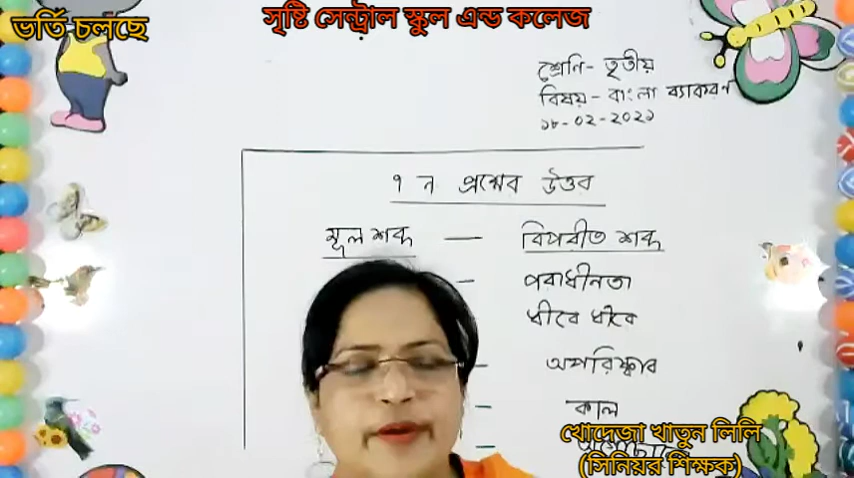 ভর্তি চলছে
সৃষ্টি সেন্ট্রাল স্কুল এন্ড কলেজ
শ্রেণি- তৃতীয়
বিষয় - বাংলা ব্যাকরণ
১৮-০২-২০২১
প্রশ্নের উত্তর
মূল শব্দ — বিপরীত শব্দ
— পরাধীনতা
ধীরে ধীরে
— অপরিষ্কার
— কাল
খোদেজা খাতুন লিলি
(সিনিয়র শিক্ষক)